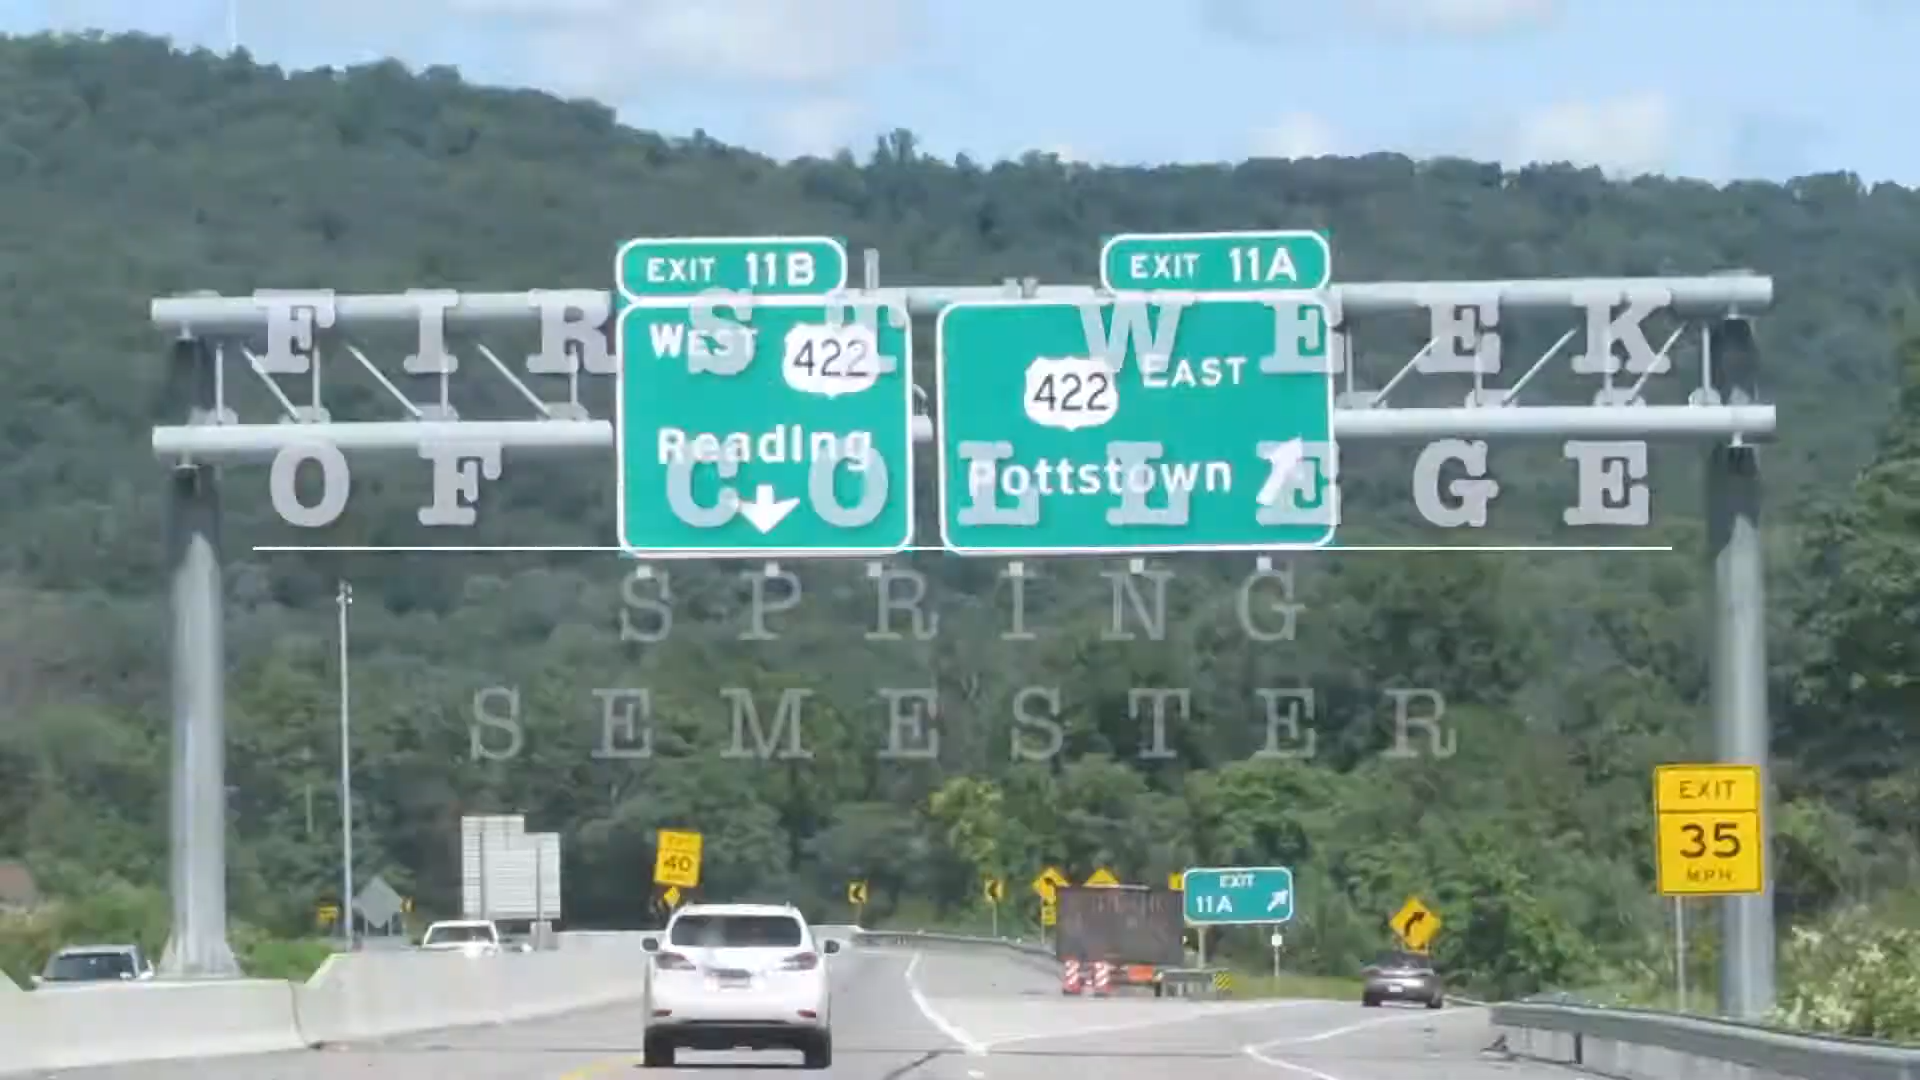 EXIT 11B
EXIT 11A
WEST 422
422 EAST
Reading
Pottstown
FIRST WEEK
OF COLLEGE
SPRING
SEMESTER
EXIT
35
MPH
EXIT
40
EXIT
11A